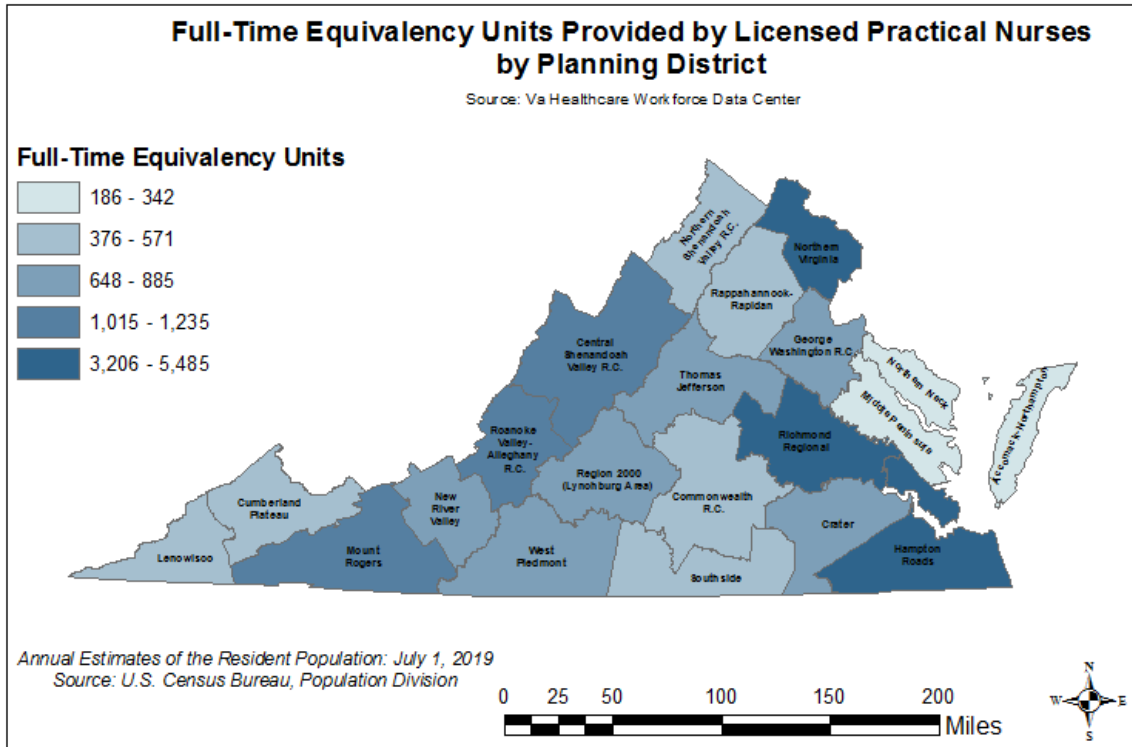 Full-Time Equivalency Units Provided by Licensed Practical Nurses
by Planning District
Source: Va Healthcare Workforce Data Center
Full-Time Equivalency Units
186 - 342
376 - 571
648 - 885
1,015 - 1,235
3,206 - 5,485
Northern
Shenandoah
Valley R.C.
Northern
Virginia
Rappahannock-
Rapidan
Central
Shenandoah
Valley R.C.
George
Washington R.C.
Northern Neck
Middle Peninsula
Accomack-Northampton
Thomas
Jefferson
Roanoke
Valley-
Alleghany
R.C.
Richmond
Regional
Region 2000
(Lynchburg Area)
Commonwealth
R.C.
Cumberland
Plateau
New
River
Valley
Crater
Lenowisco
Mount
Rogers
West
Piedmont
Southside
Hampton
Roads
Annual Estimates of the Resident Population: July 1, 2019
Source: U.S. Census Bureau, Population Division
0 25 50 100 150 200
Miles
N
W E
S